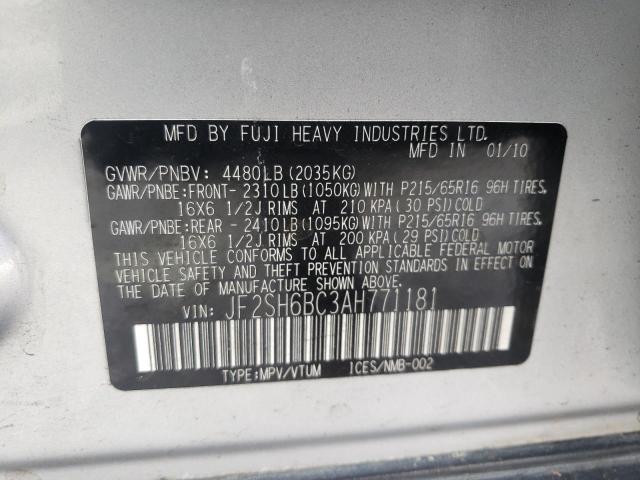 MFD BY FUJI HEAVY INDUSTRIES LTD.
MFD IN 01/10
GVWR/PNBV: 4480LB (2035KG)
GAWR/PNBE:FRONT- 2310LB(1050KG)WITH P215/65R16 96H TIRES,
16X6 1/2J RIMS AT 210 KPA( 30 PSI)COLD
GAWR/PNBE:REAR - 2410LB(1095KG)WITH P215/65R16 96H TIRES,
16X6 1/2J RIMS AT 200 KPA(29 PSI)COLD
THIS VEHICLE CONFORMS TO ALL APPLICABLE FEDERAL MOTOR
VEHICLE SAFETY AND THEFT PREVENTION STANDARDS IN EFFECT ON
THE DATE OF MANUFACTURE SHOWN ABOVE.
VIN: JF2SH6BC3AH771181
TYPE:MPV/VTUM ICES/NMB-002